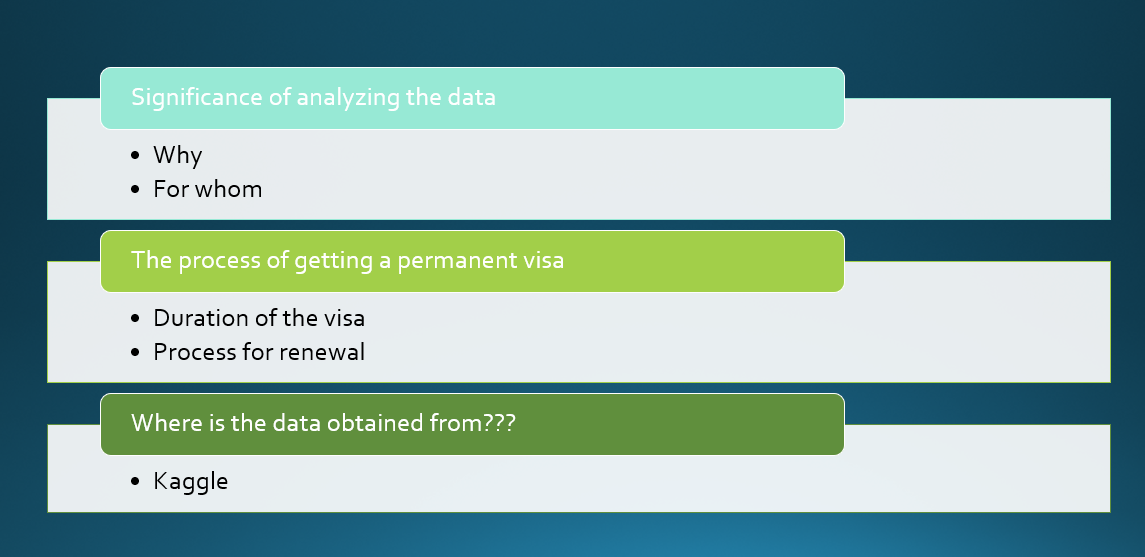 Significance of analyzing the data
• Why
• For whom
The process of getting a permanent visa
• Duration of the visa
• Process for renewal
Where is the data obtained from???
• Kaggle